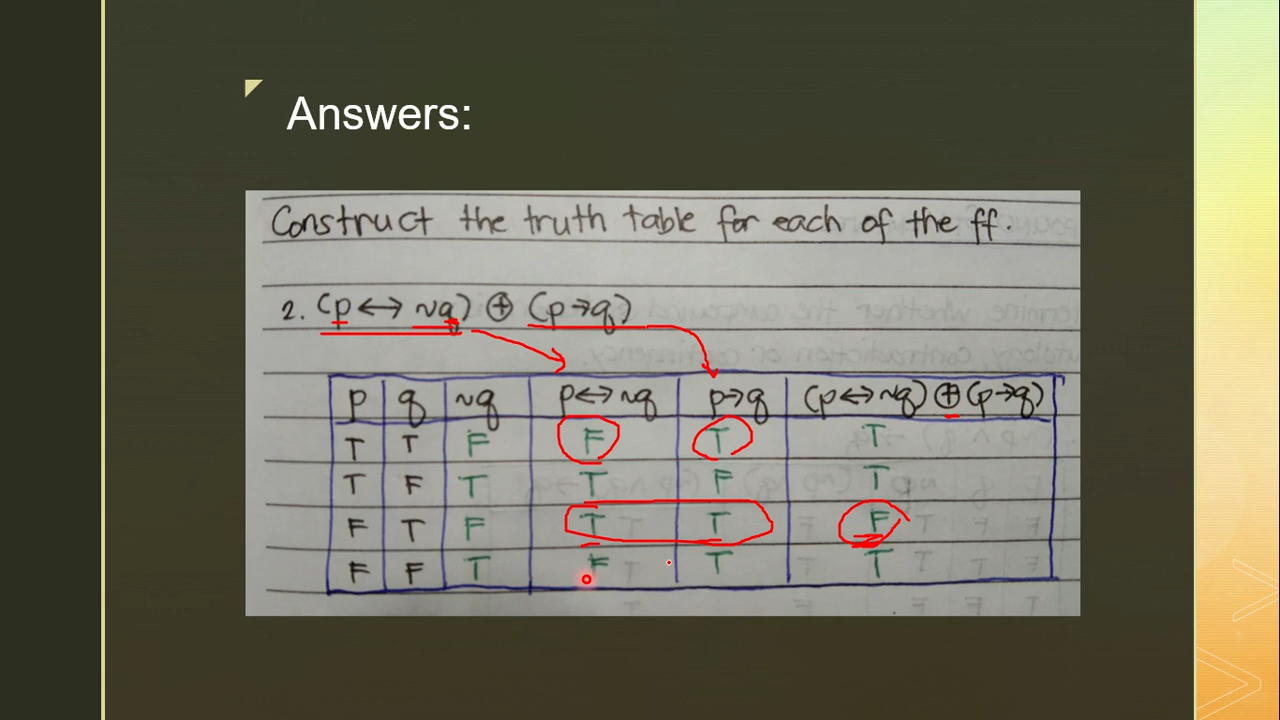 Answers:
Construct the truth table for each of the ff.
2. (p ↔ ~q) ⊕ (p → q)
p q ~q p ↔ ~q p → q (p ↔ ~q) ⊕ (p → q)
T T F F T T
T F T T F T
F T F T T F
F F T F T T